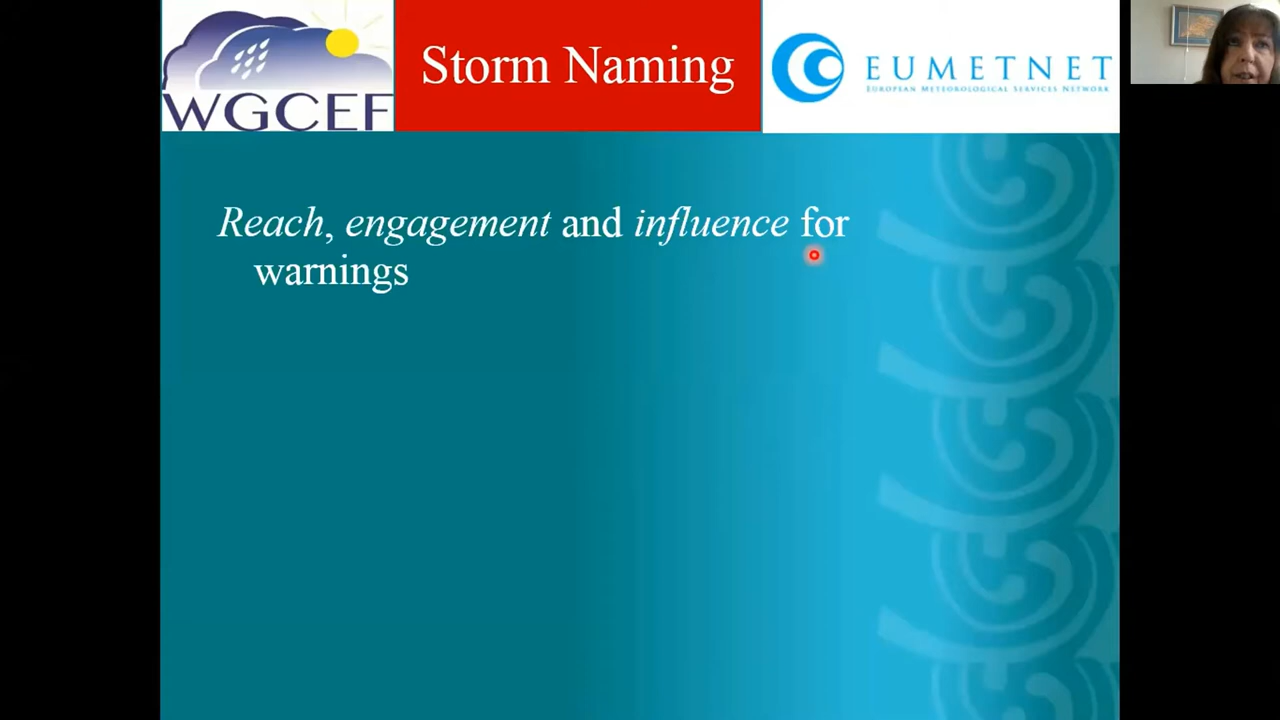 WGCEF
Storm Naming
EUMETNET
EUROPEAN METEOROLOGICAL SERVICES NETWORK
Reach, engagement and influence for
warnings